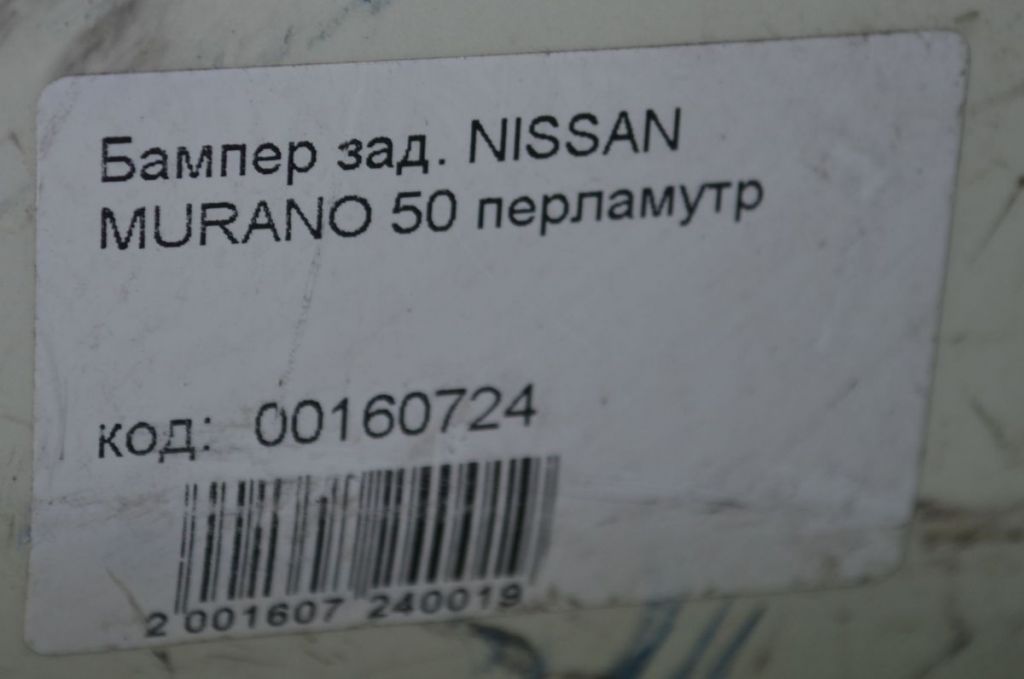 Бампер зад. NISSAN
MURANO 50 перламутр
код: 00160724
2 001607 240019